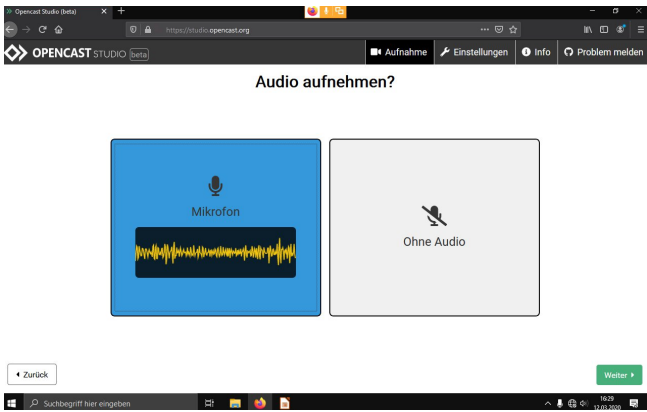 Opencast Studio (beta)
https://studio.opencast.org
OPENCAST STUDIO beta
Aufnahme
Einstellungen
Info
Problem melden
Audio aufnehmen?
Mikrofon
Ohne Audio
Zurück
Weiter
Suchbegriff hier eingeben
16:29
12.03.2020